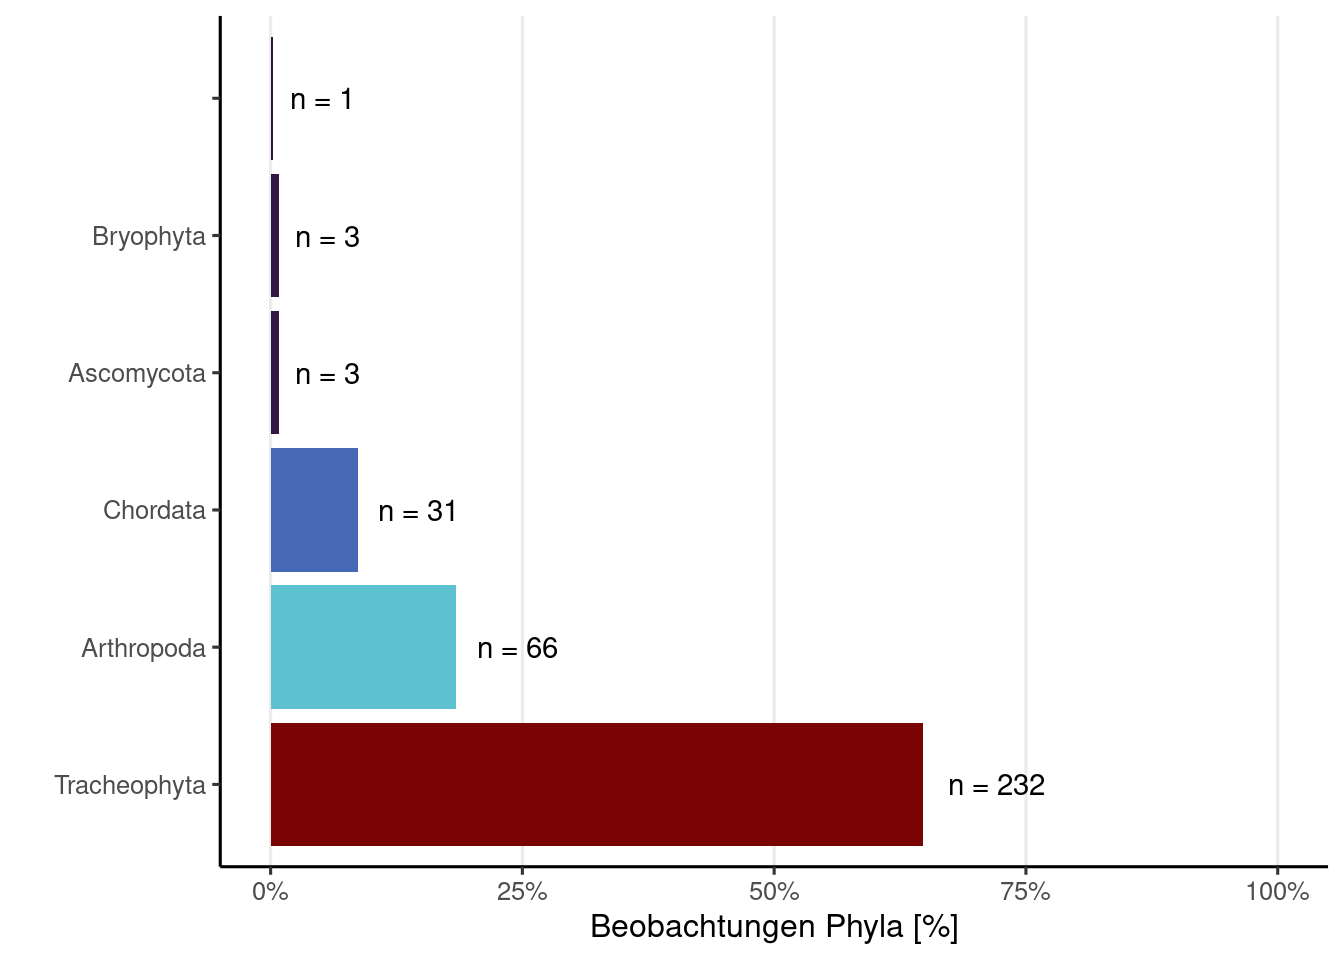 n = 1
Bryophyta n = 3
Ascomycota n = 3
Chordata n = 31
Arthropoda n = 66
Tracheophyta n = 232
0% 25% 50% 75% 100%
Beobachtungen Phyla [%]